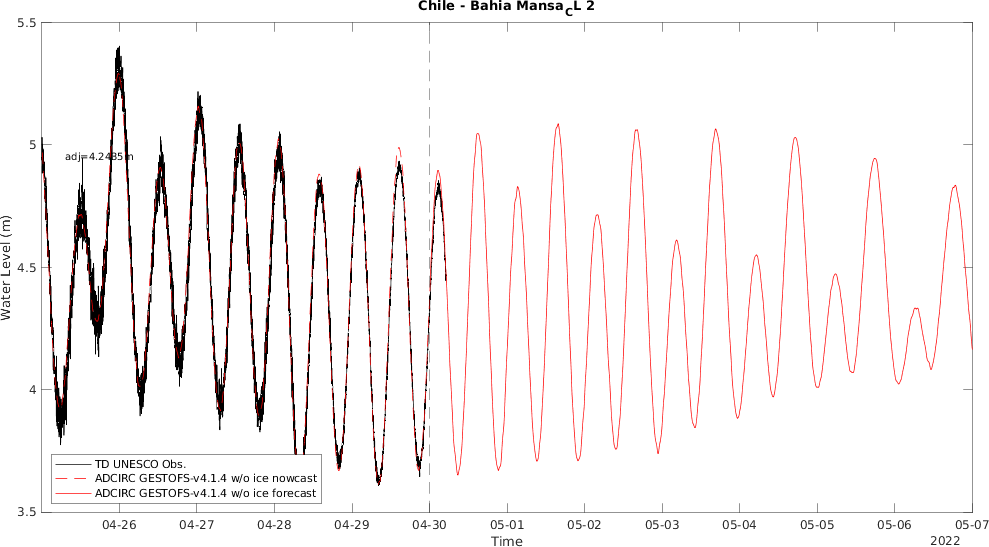 Chile - Bahia Mansa_CL 2
5.5
5
4.5
4
3.5
Water Level (m)
adj=4.2485m
TD UNESCO Obs.
ADCIRC GESTOFS-v4.1.4 w/o ice nowcast
ADCIRC GESTOFS-v4.1.4 w/o ice forecast
04-26 04-27 04-28 04-29 04-30 05-01 05-02 05-03 05-04 05-05 05-06 05-07
Time
2022